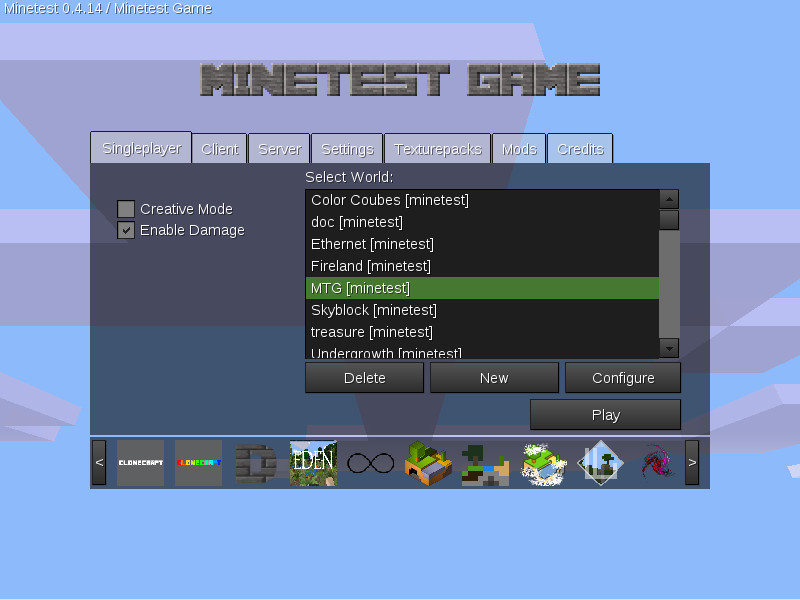 Minetest 0.4.14 / Minetest Game
MINETEST GAME
Singleplayer Client Server Settings Texturepacks Mods Credits
Select World:
Creative Mode
Enable Damage
Color Coubes [minetest]
doc [minetest]
Ethernet [minetest]
Fireland [minetest]
MTG [minetest]
Skyblock [minetest]
treasure [minetest]
Undergrowth [minetest]
Delete New Configure
Play
< CLONECRAFT CLONECRAFT EDEN >